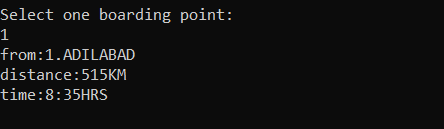 Select one boarding point:
1
from:1.ADILABAD
distance:515KM
time:8:35HRS